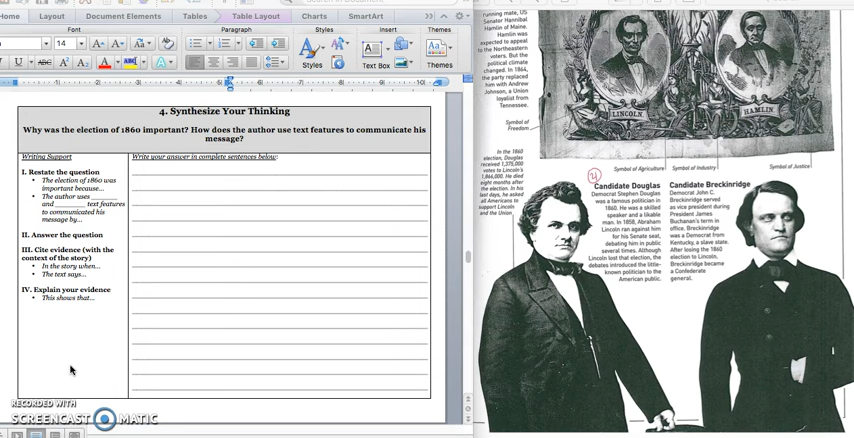 Home
Layout
Document Elements
Tables
Table Layout
Charts
SmartArt
Font
Paragraph
Styles
Insert
Themes
14
Aa
U
ABC
A
ABC
A
Styles
A
Text Box
Aa
Themes
4. Synthesize Your Thinking
Why was the election of 1860 important? How does the author use text features to communicate his
message?
Writing Support
I. Restate the question
• The election of 1860 was
important because...
• The author uses ______
and ______ text features
to communicated his
message by...
II. Answer the question
III. Cite evidence (with the
context of the story)
• In the story when...
• The text says...
IV. Explain your evidence
• This shows that...
Write your answer in complete sentences below:
RECORDED WITH
SCREENCAST MATIC
running mate, US
Senator Hannibal
Hamlin of Maine.
Hamlin was
expected to appeal
to the Northeastern
voters. But the
political climate
changed. In 1864,
the party replaced
him with Andrew
Johnson, a Union
loyalist from
Tennessee.
Symbol of
Freedom
LINCOLN.
HAMLIN
Symbol of Agriculture
Symbol of Industry
Symbol of Justice
In the 1860
election, Douglas
received 1,375,000
votes to Lincoln's
1,866,000. He died
eight months after
the election. In his
last days, he asked
all Americans to
support Lincoln
and the Union
4
Candidate Douglas
Democrat Stephen Douglas
was a famous politician in
1860. He was a skilled
speaker and a likable
man. In 1858, Abraham
Lincoln ran against him
for his Senate seat,
debating him in public
several times. Although
Lincoln lost that election, the
debates introduced the little-
known politician to the
American public.
Candidate Breckinridge
Democrat John C.
Breckinridge served
as vice president during
President James
Buchanan's term in
office. Breckinridge
was a Democrat from
Kentucky, a slave state.
After losing the 1860
election to Lincoln,
Breckinridge became
a Confederate
general.